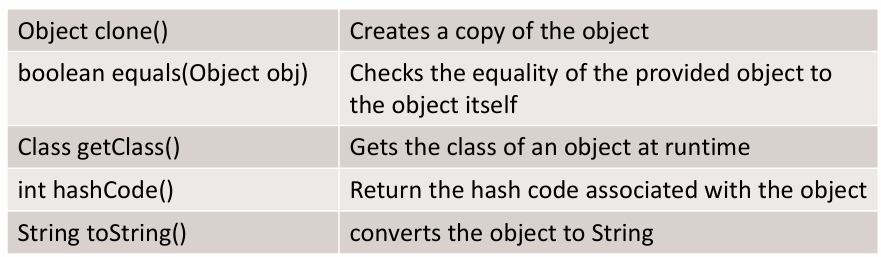 Object clone() Creates a copy of the object
boolean equals(Object obj) Checks the equality of the provided object to
the object itself
Class getClass() Gets the class of an object at runtime
int hashCode() Return the hash code associated with the object
String toString() converts the object to String